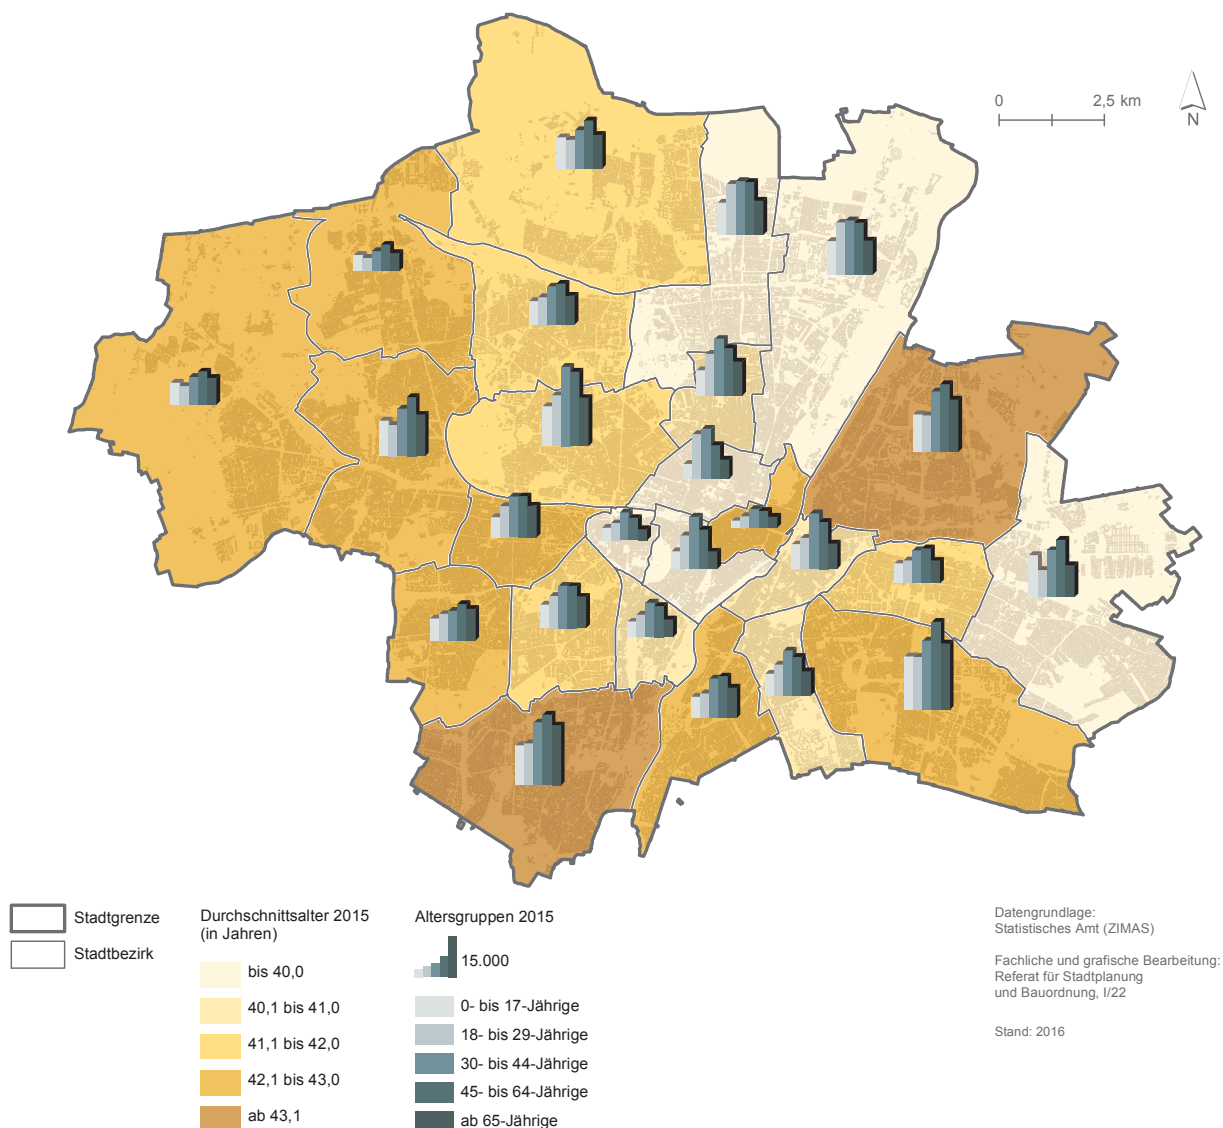 0 2,5 km
N
Stadtgrenze
Stadtbezirk
Durchschnittsalter 2015
(in Jahren)
bis 40,0
40,1 bis 41,0
41,1 bis 42,0
42,1 bis 43,0
ab 43,1
Altersgruppen 2015
15.000
0- bis 17-Jährige
18- bis 29-Jährige
30- bis 44-Jährige
45- bis 64-Jährige
ab 65-Jährige
Datengrundlage:
Statistisches Amt (ZIMAS)
Fachliche und grafische Bearbeitung:
Referat für Stadtplanung
und Bauordnung, I/22
Stand: 2016